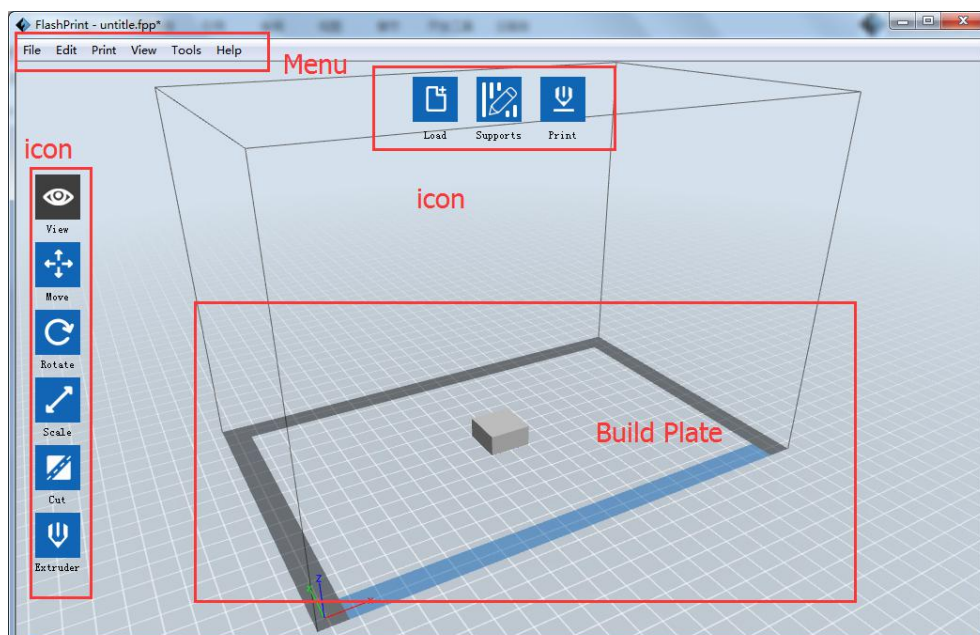 FlashPrint - untitle.fpp*
File Edit Print View Tools Help
Menu
Load Supports Print
icon
icon
View
Move
Rotate
Scale
Cut
Extruder
Build Plate
Z